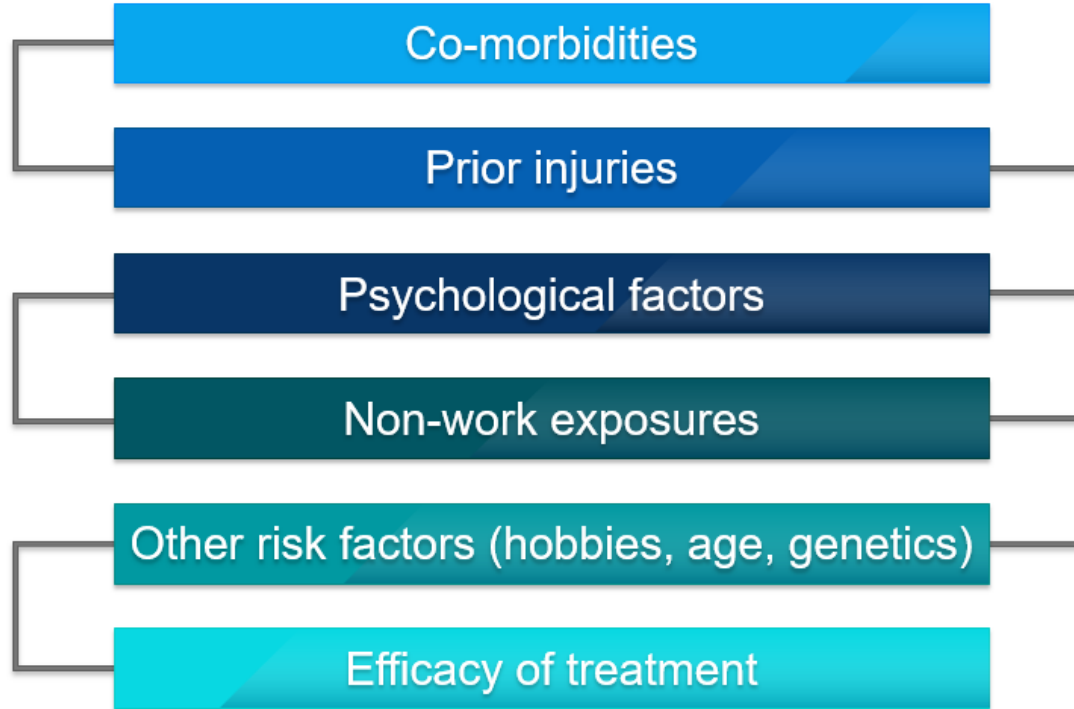 Co-morbidities
Prior injuries
Psychological factors
Non-work exposures
Other risk factors (hobbies, age, genetics)
Efficacy of treatment